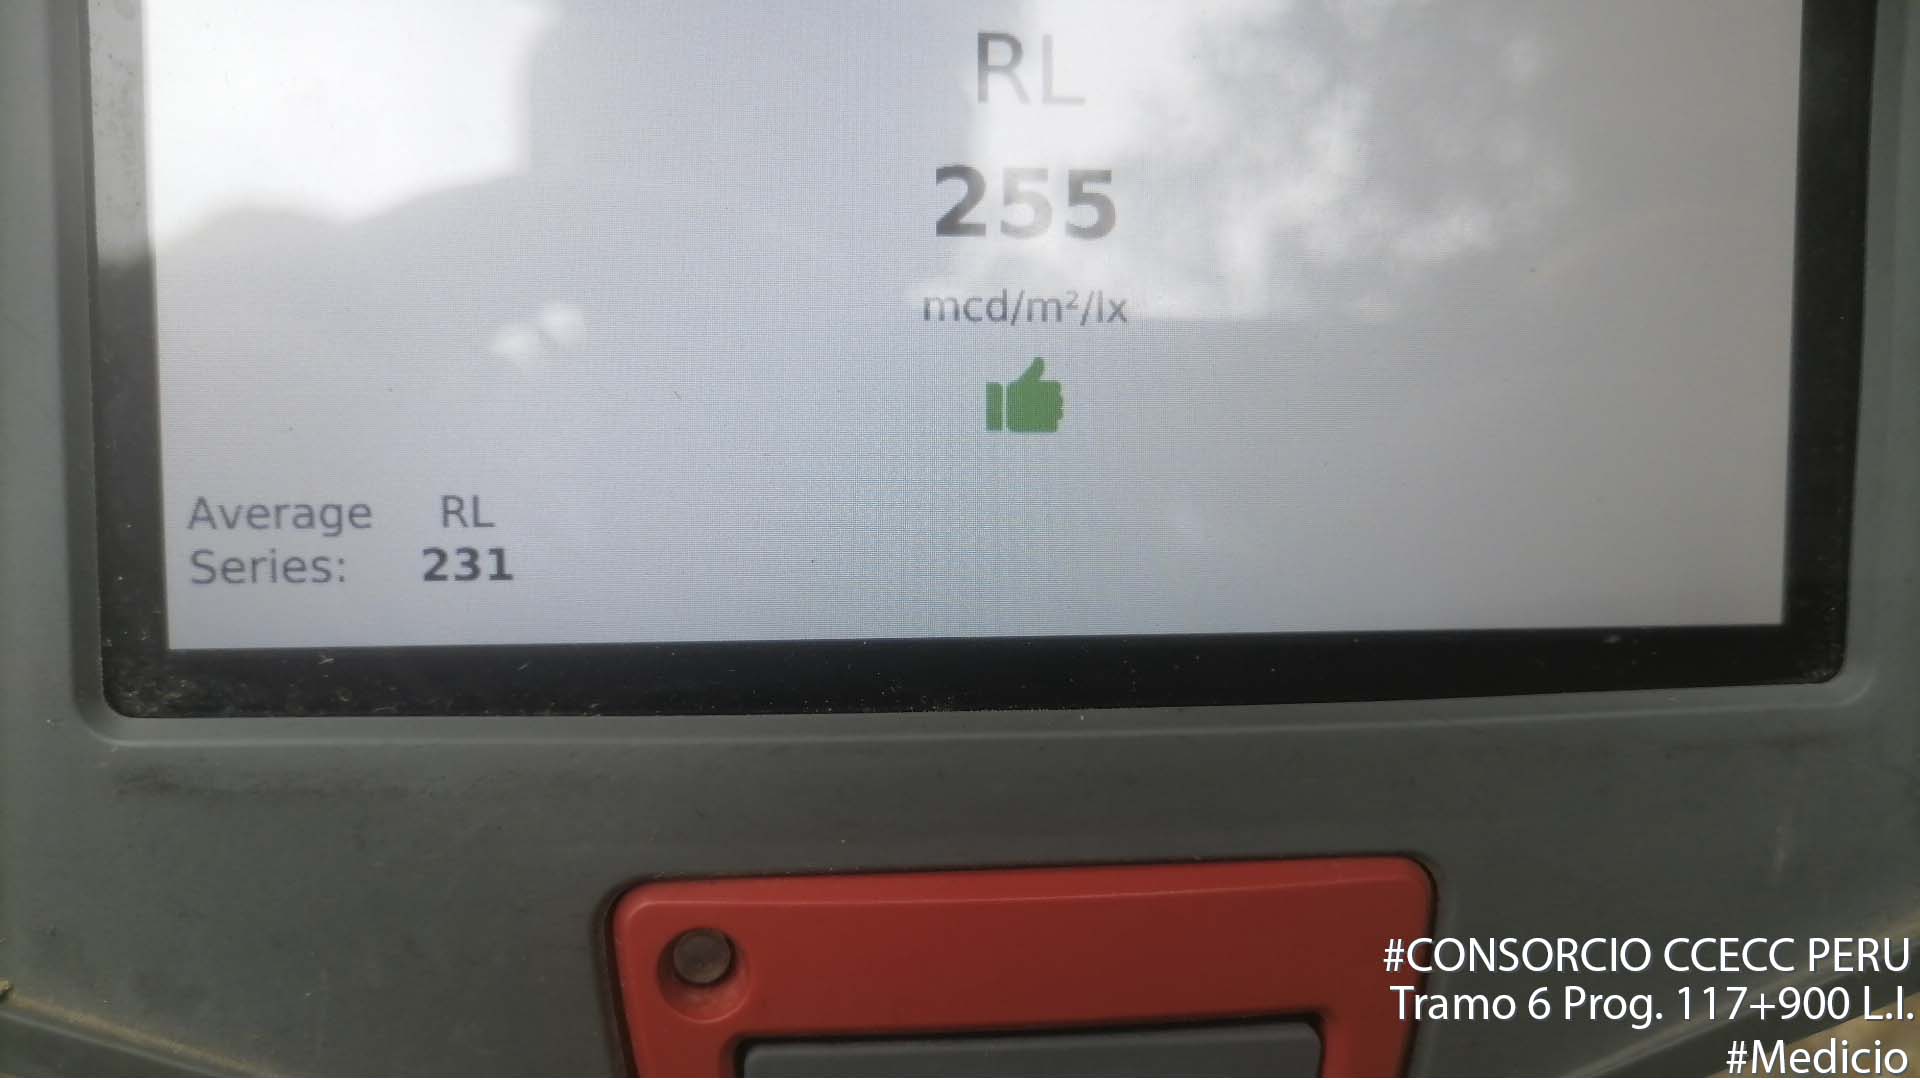 RL
255
mcd/m²/lx
Average RL
Series: 231
#CONSORCIO CCECC PERU
Tramo 6 Prog. 117+900 L.I.
#Medicio